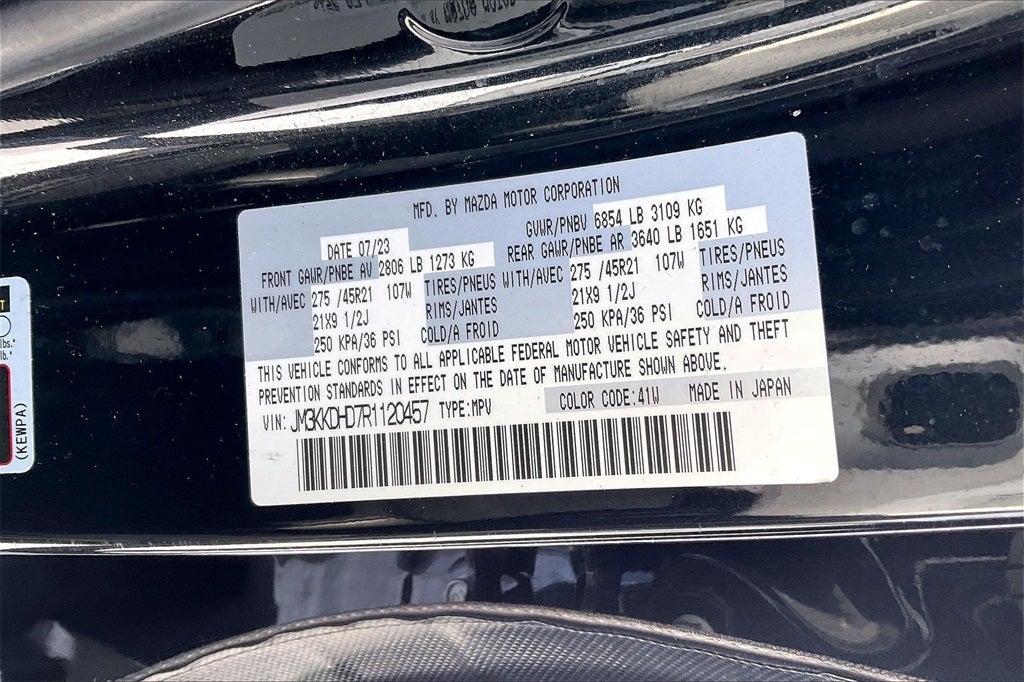 MFD. BY MAZDA MOTOR CORPORATION
DATE 07/23 GVWR/PNBV 6854 LB 3109 KG
FRONT GAWR/PNBE AV 2806 LB 1273 KG REAR GAWR/PNBE AR 3640 LB 1651 KG
WITH/AVEC 275 /45R21 107W TIRES/PNEUS WITH/AVEC 275 /45R21 107W TIRES/PNEUS
21X9 1/2J RIMS/JANTES 21X9 1/2J RIMS/JANTES
250 KPA/36 PSI COLD/A FROID 250 KPA/36 PSI COLD/A FROID
THIS VEHICLE CONFORMS TO ALL APPLICABLE FEDERAL MOTOR VEHICLE SAFETY AND THEFT
PREVENTION STANDARDS IN EFFECT ON THE DATE OF MANUFACTURE SHOWN ABOVE.
VIN: JM3KKDHD7R1120457 TYPE:MPV COLOR CODE:41W MADE IN JAPAN
lbs.*
lb.*
(KEWPA)